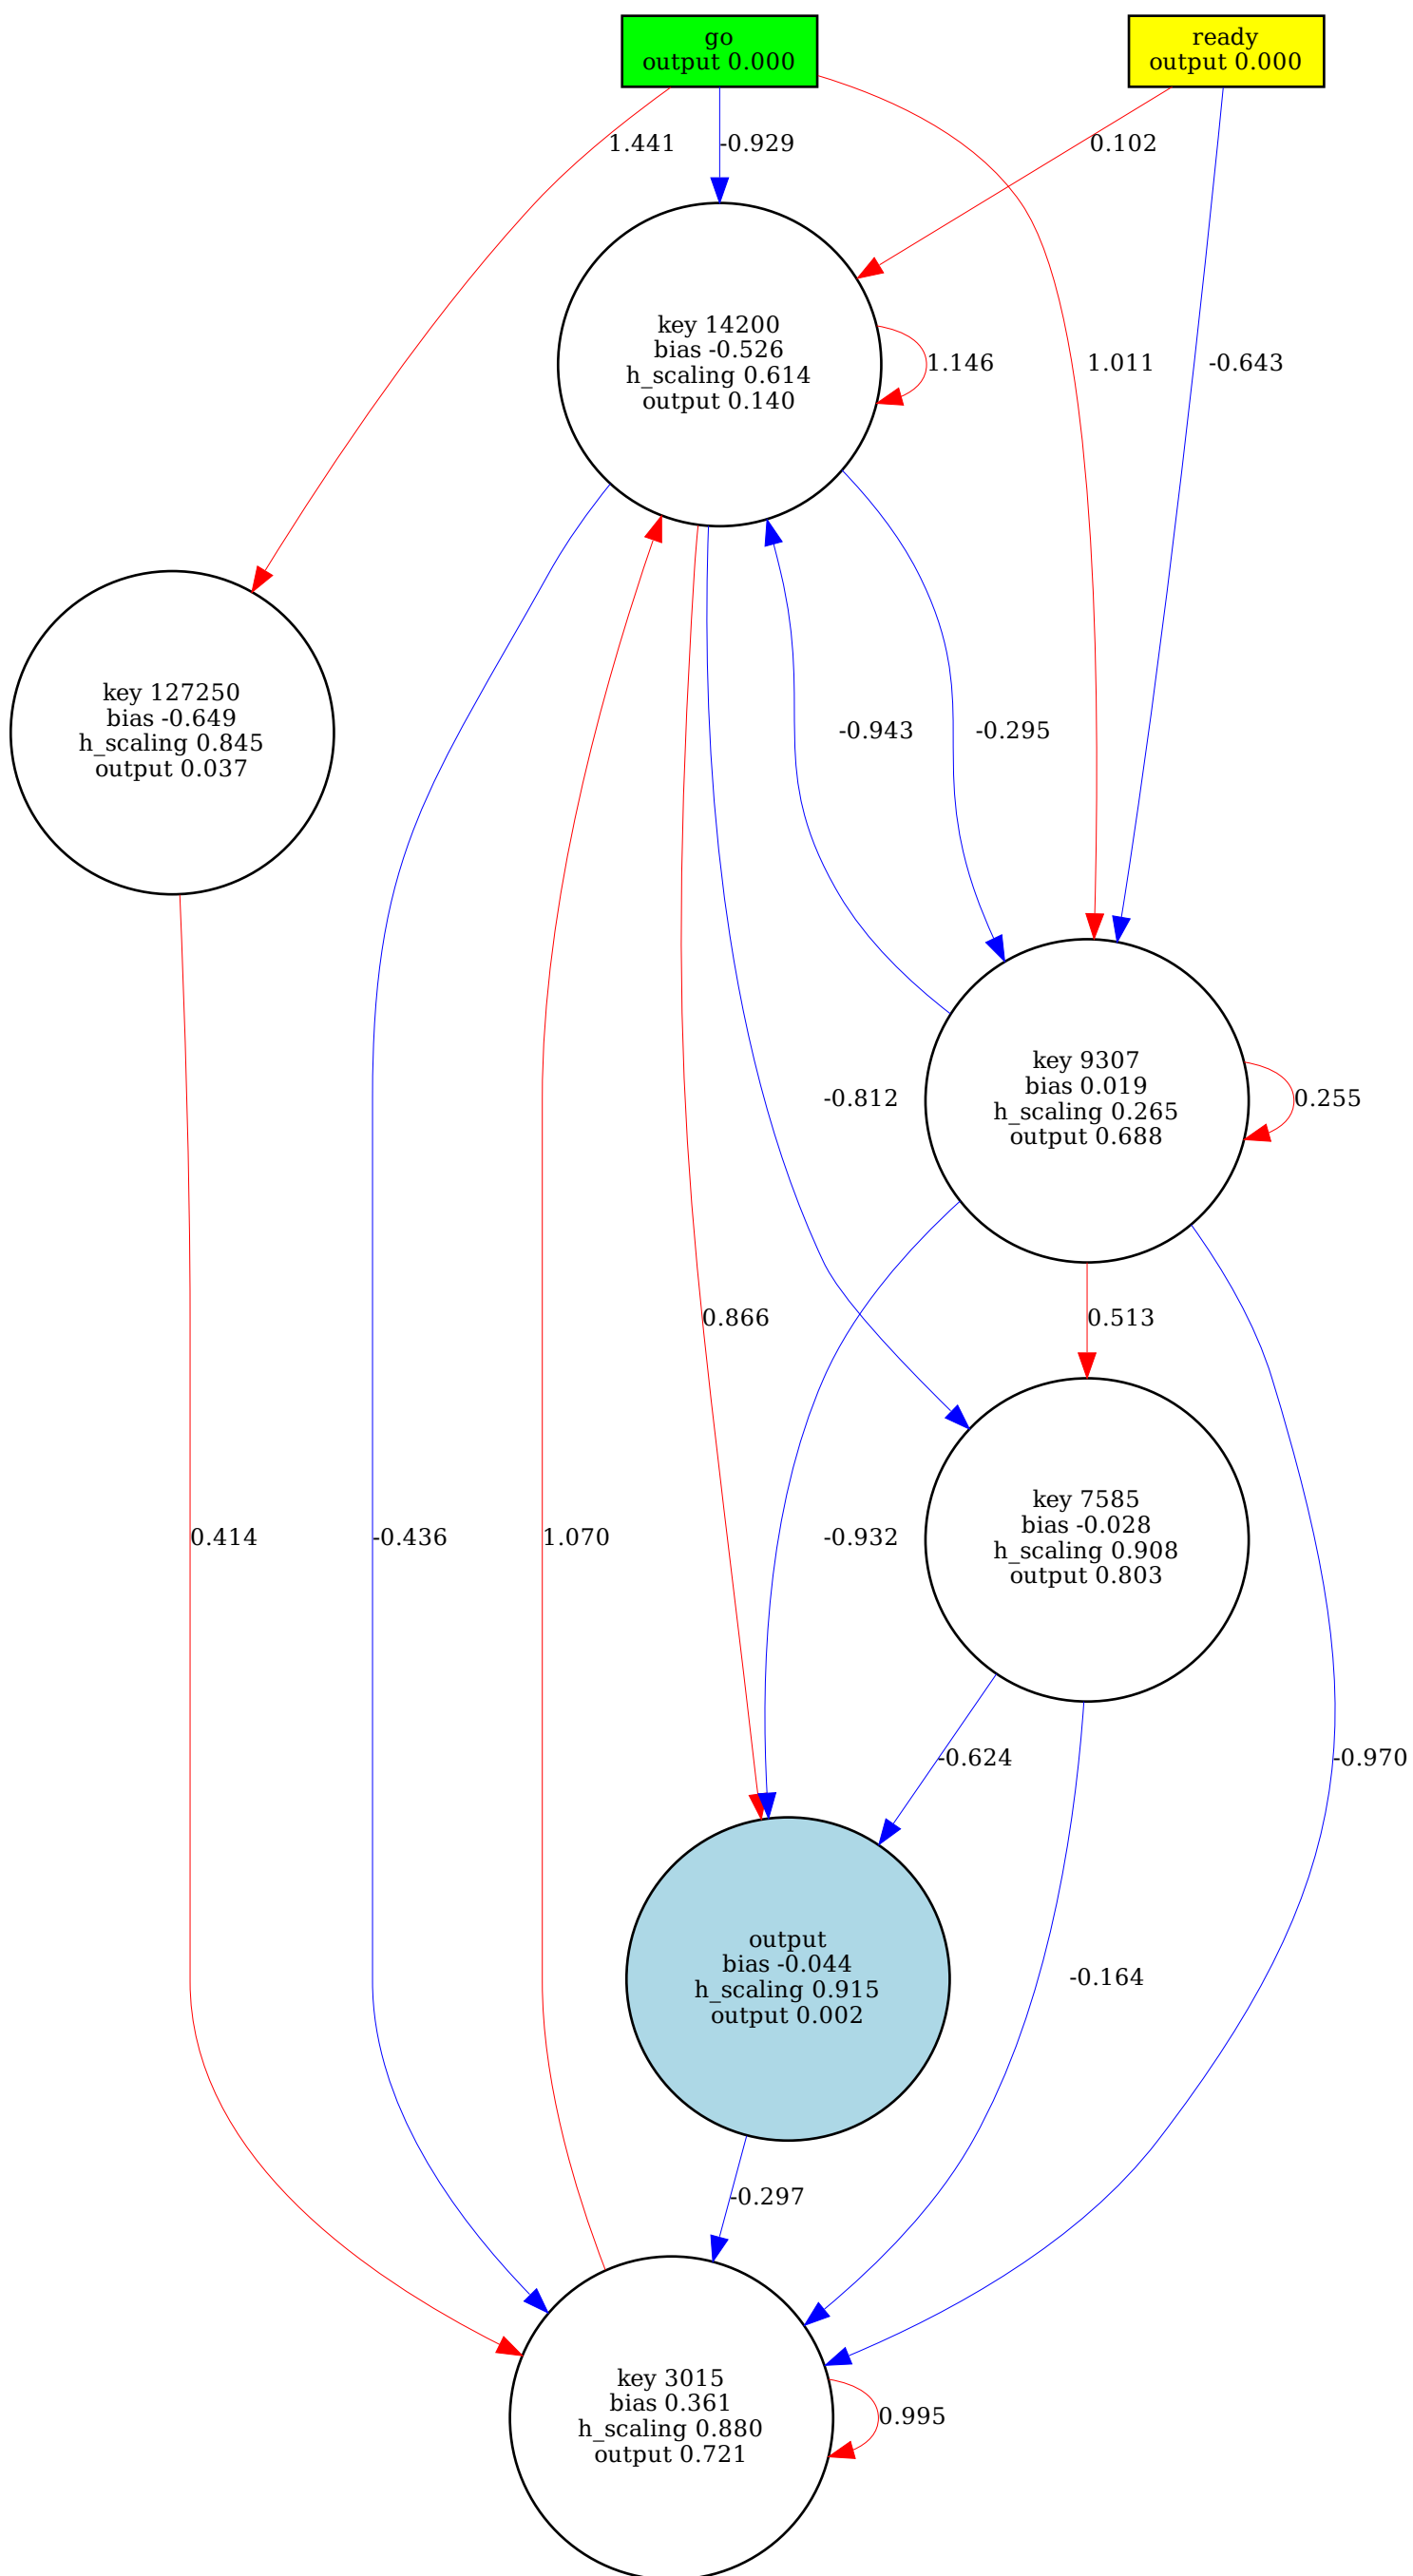 go
output 0.000
ready
output 0.000
1.441
-0.929
0.102
key 14200
bias -0.526
h_scaling 0.614
output 0.140
1.146
1.011
-0.643
key 127250
bias -0.649
h_scaling 0.845
output 0.037
-0.943
-0.295
key 9307
bias 0.019
h_scaling 0.265
output 0.688
-0.812
0.255
0.866
0.513
key 7585
bias -0.028
h_scaling 0.908
output 0.803
0.414
-0.436
1.070
-0.932
-0.624
-0.970
output
bias -0.044
h_scaling 0.915
output 0.002
-0.164
-0.297
key 3015
bias 0.361
h_scaling 0.880
output 0.721
0.995